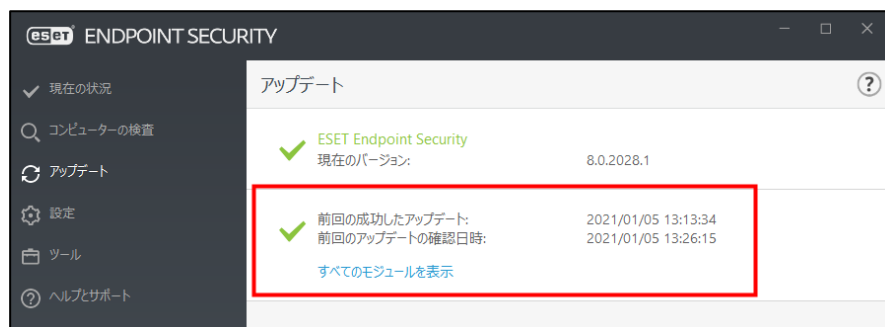 eset ENDPOINT SECURITY
現在の状況
コンピューターの検査
アップデート
設定
ツール
ヘルプとサポート
アップデート
?
ESET Endpoint Security
現在のバージョン: 8.0.2028.1
前回の成功したアップデート: 2021/01/05 13:13:34
前回のアップデートの確認日時: 2021/01/05 13:26:15
すべてのモジュールを表示